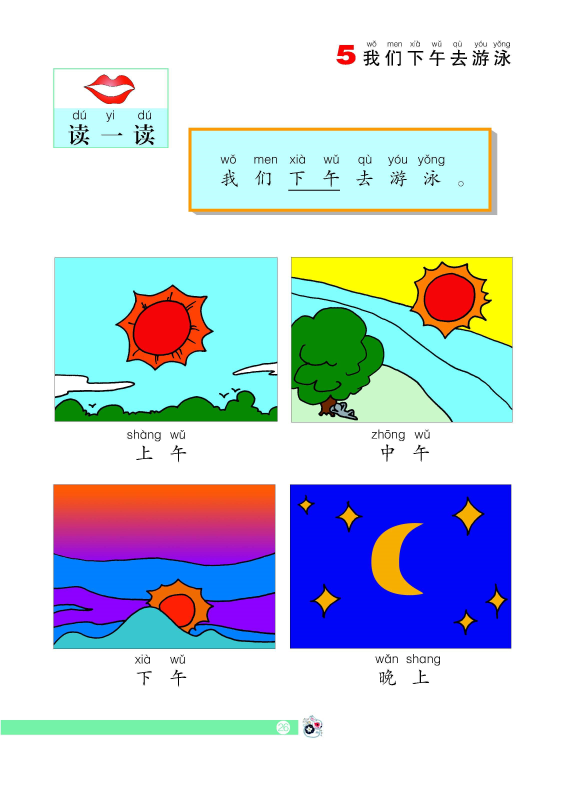 wǒ men xià wǔ qù yóu yǒng
5 我们下午去游泳
dú yi dú
读一读
wǒ men xià wǔ qù yóu yǒng
我们下午去游泳。
shàng wǔ
上午
zhōng wǔ
中午
xià wǔ
下午
wǎn shang
晚上